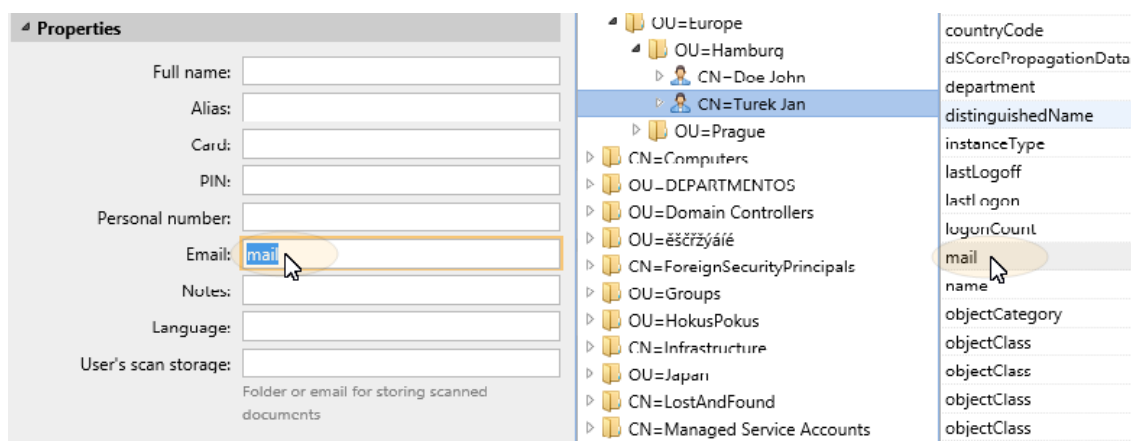 Properties
Full name:
Alias:
Card:
PIN:
Personal number:
Email: mail
Notes:
Language:
User's scan storage:
Folder or email for storing scanned
documents
OU=Europe
OU=Hamburg
CN=Doe John
CN=Turek Jan
OU=Prague
CN=Computers
OU=DEPARTMENTOS
OU=Domain Controllers
OU=ěščřžýáíé
CN=ForeignSecurityPrincipals
OU=Groups
OU=HokusPokus
CN=Infrastructure
OU=Japan
CN=LostAndFound
CN=Managed Service Accounts
countryCode
dSCorePropagationData
department
distinguishedName
instanceType
lastLogoff
lastLogon
logonCount
mail
name
objectCategory
objectClass
objectClass
objectClass
objectClass